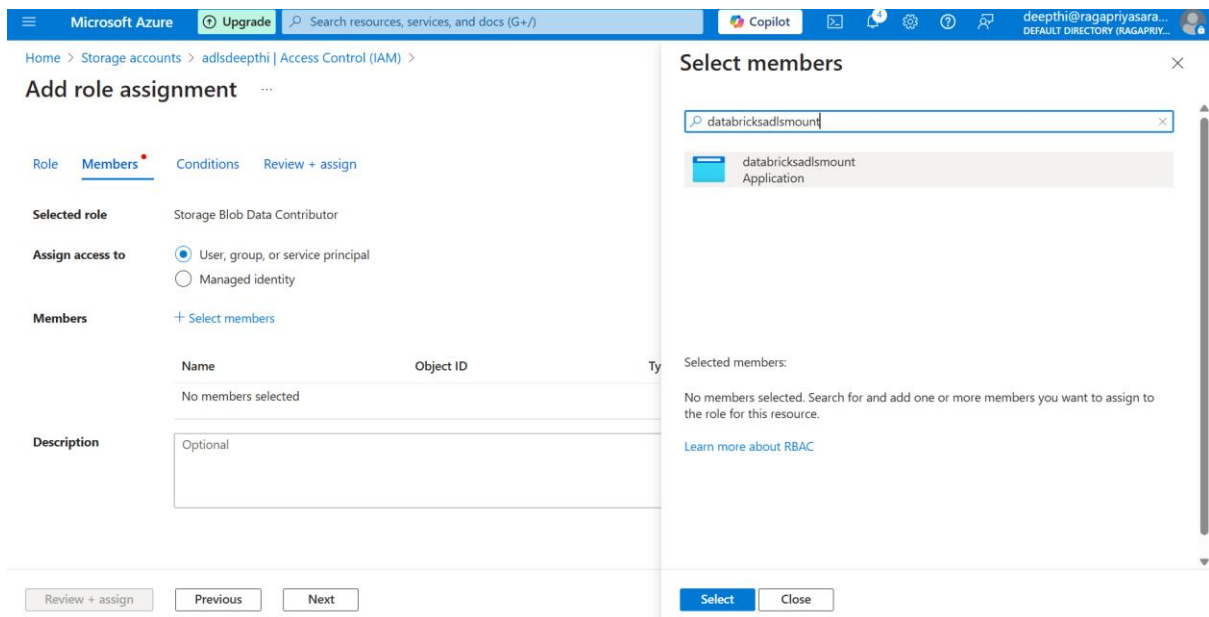 Microsoft Azure
Upgrade
Search resources, services, and docs (G+/)
Copilot
4
deepthi@ragapriyasara...
DEFAULT DIRECTORY (RAGAPRIY...
Home > Storage accounts > adlsdeepthi | Access Control (IAM) >
Add role assignment ...
Role Members Conditions Review + assign
Selected role Storage Blob Data Contributor
Assign access to User, group, or service principal
Managed identity
Members + Select members
Name Object ID Ty
No members selected
Description Optional
Review + assign Previous Next
Select members
databricksadlsmount
databricksadlsmount
Application
Selected members:
No members selected. Search for and add one or more members you want to assign to
the role for this resource.
Learn more about RBAC
Select Close